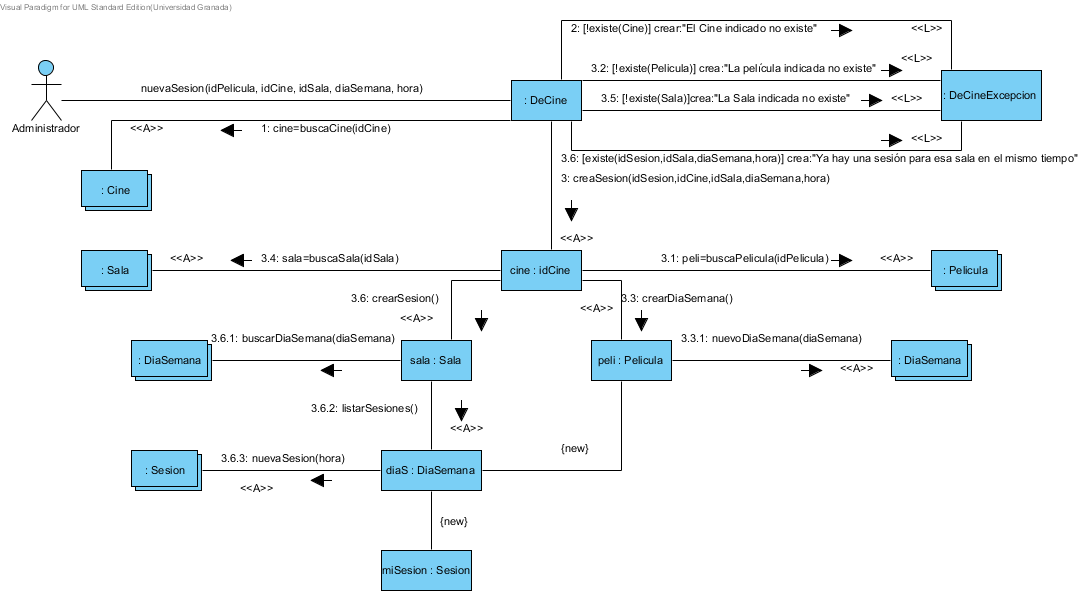 Visual Paradigm for UML Standard Edition(Universidad Granada)
2: [!existe(Cine)] crear:"El Cine indicado no existe"
<<L>>
3.2: [!existe(Pelicula)] crea:"La película indicada no existe"
<<L>>
nuevaSesion(idPelicula, idCine, idSala, diaSemana, hora)
: DeCine
3.5: [!existe(Sala)]crea:"La Sala indicada no existe"
<<L>>
: DeCineExcepcion
Administrador
<<A>>
1: cine=buscaCine(idCine)
<<L>>
3.6: [existe(idSesion,idSala,diaSemana,hora)] crea:"Ya hay una sesión para esa sala en el mismo tiempo"
3: creaSesion(idSesion,idCine,idSala,diaSemana,hora)
: Cine
<<A>>
: Sala
<<A>>
3.4: sala=buscaSala(idSala)
cine : idCine
3.1: peli=buscaPelicula(idPelicula)
<<A>>
: Pelicula
3.6: crearSesion()
<<A>>
<<A>>
3.3: crearDiaSemana()
: DiaSemana
3.6.1: buscarDiaSemana(diaSemana)
sala : Sala
peli : Pelicula
3.3.1: nuevoDiaSemana(diaSemana)
<<A>>
: DiaSemana
3.6.2: listarSesiones()
<<A>>
{new}
: Sesion
3.6.3: nuevaSesion(hora)
<<A>>
diaS : DiaSemana
{new}
miSesion : Sesion